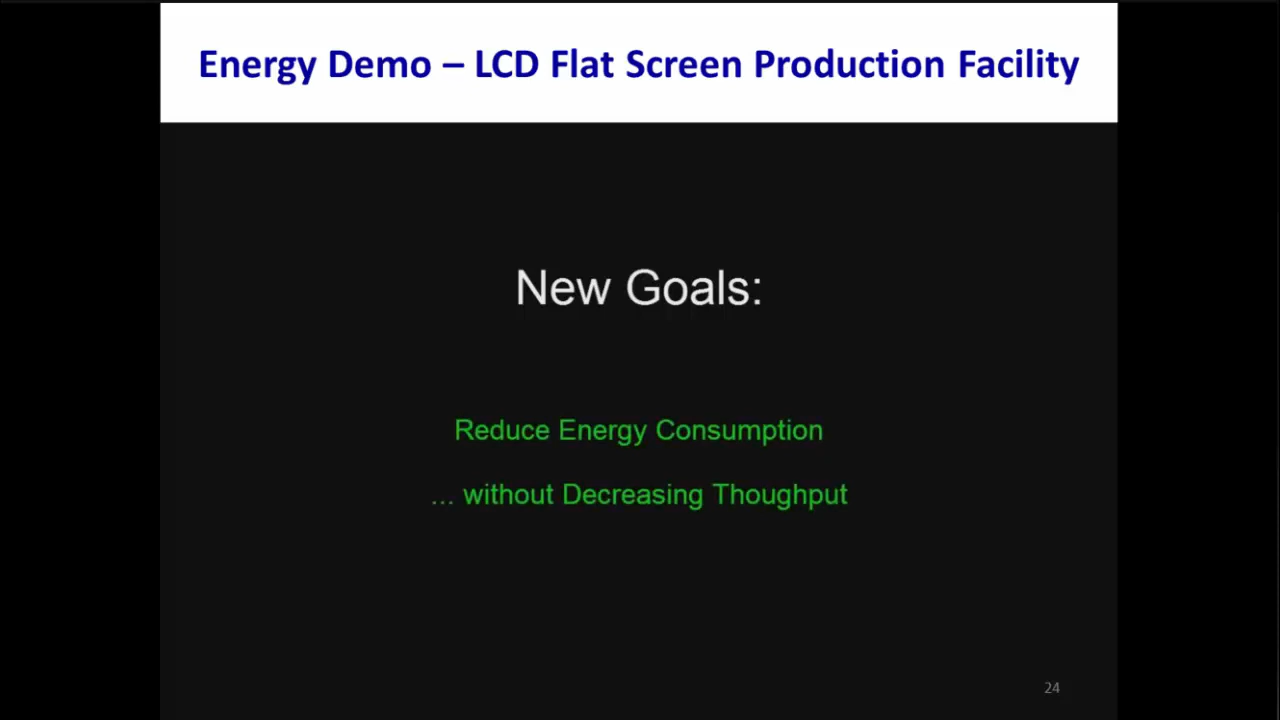 Energy Demo – LCD Flat Screen Production Facility
New Goals:
Reduce Energy Consumption
... without Decreasing Thoughput
24